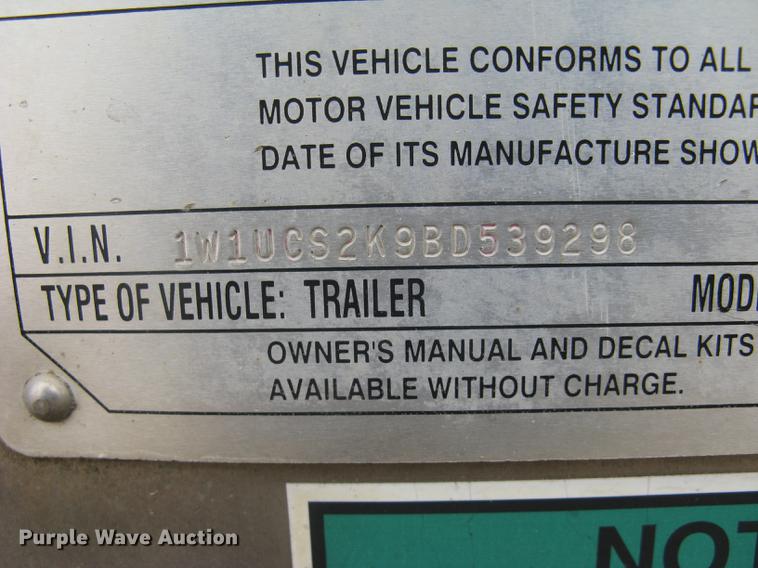 THIS VEHICLE CONFORMS TO ALL
MOTOR VEHICLE SAFETY STANDAR
DATE OF ITS MANUFACTURE SHOW
V.I.N. 1W1UCS2K9BD539298
TYPE OF VEHICLE: TRAILER MODE
OWNER'S MANUAL AND DECAL KITS
AVAILABLE WITHOUT CHARGE.
NOT
Purple Wave Auction